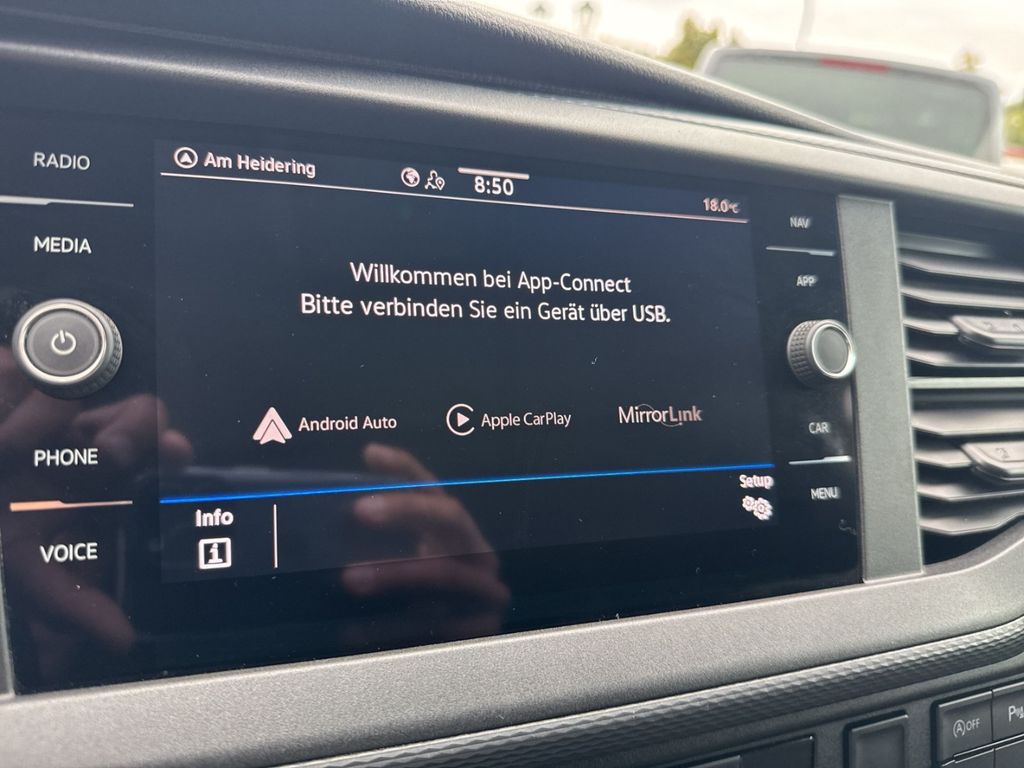 RADIO
MEDIA
PHONE
VOICE
Am Heidering
8:50
18.0°C
Willkommen bei App-Connect
Bitte verbinden Sie ein Gerät über USB.
Android Auto
Apple CarPlay
MirrorLink
Info
Setup
NAV
APP
CAR
MENU
A OFF
P